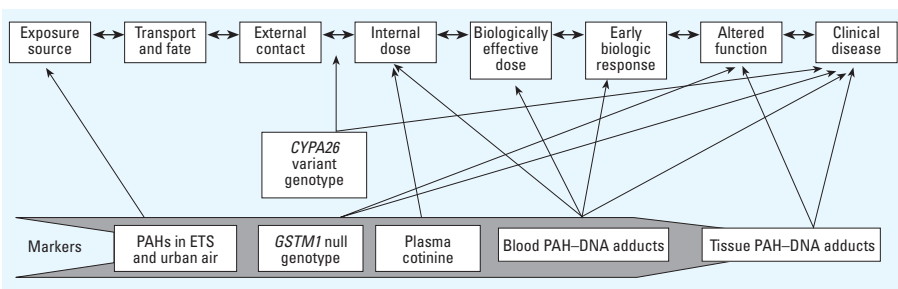 Exposure
source
Transport
and fate
External
contact
Internal
dose
Biologically
effective
dose
Early
biologic
response
Altered
function
Clinical
disease
CYPA26
variant
genotype
Markers
PAHs in ETS
and urban air
GSTM1 null
genotype
Plasma
cotinine
Blood PAH–DNA adducts
Tissue PAH–DNA adducts